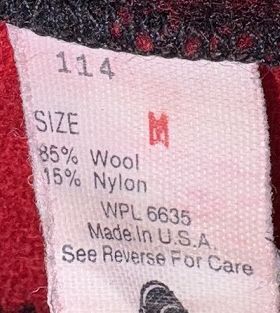 114
SIZE M
85% Wool
15% Nylon
WPL 6635
Made In U.S.A.
See Reverse For Care